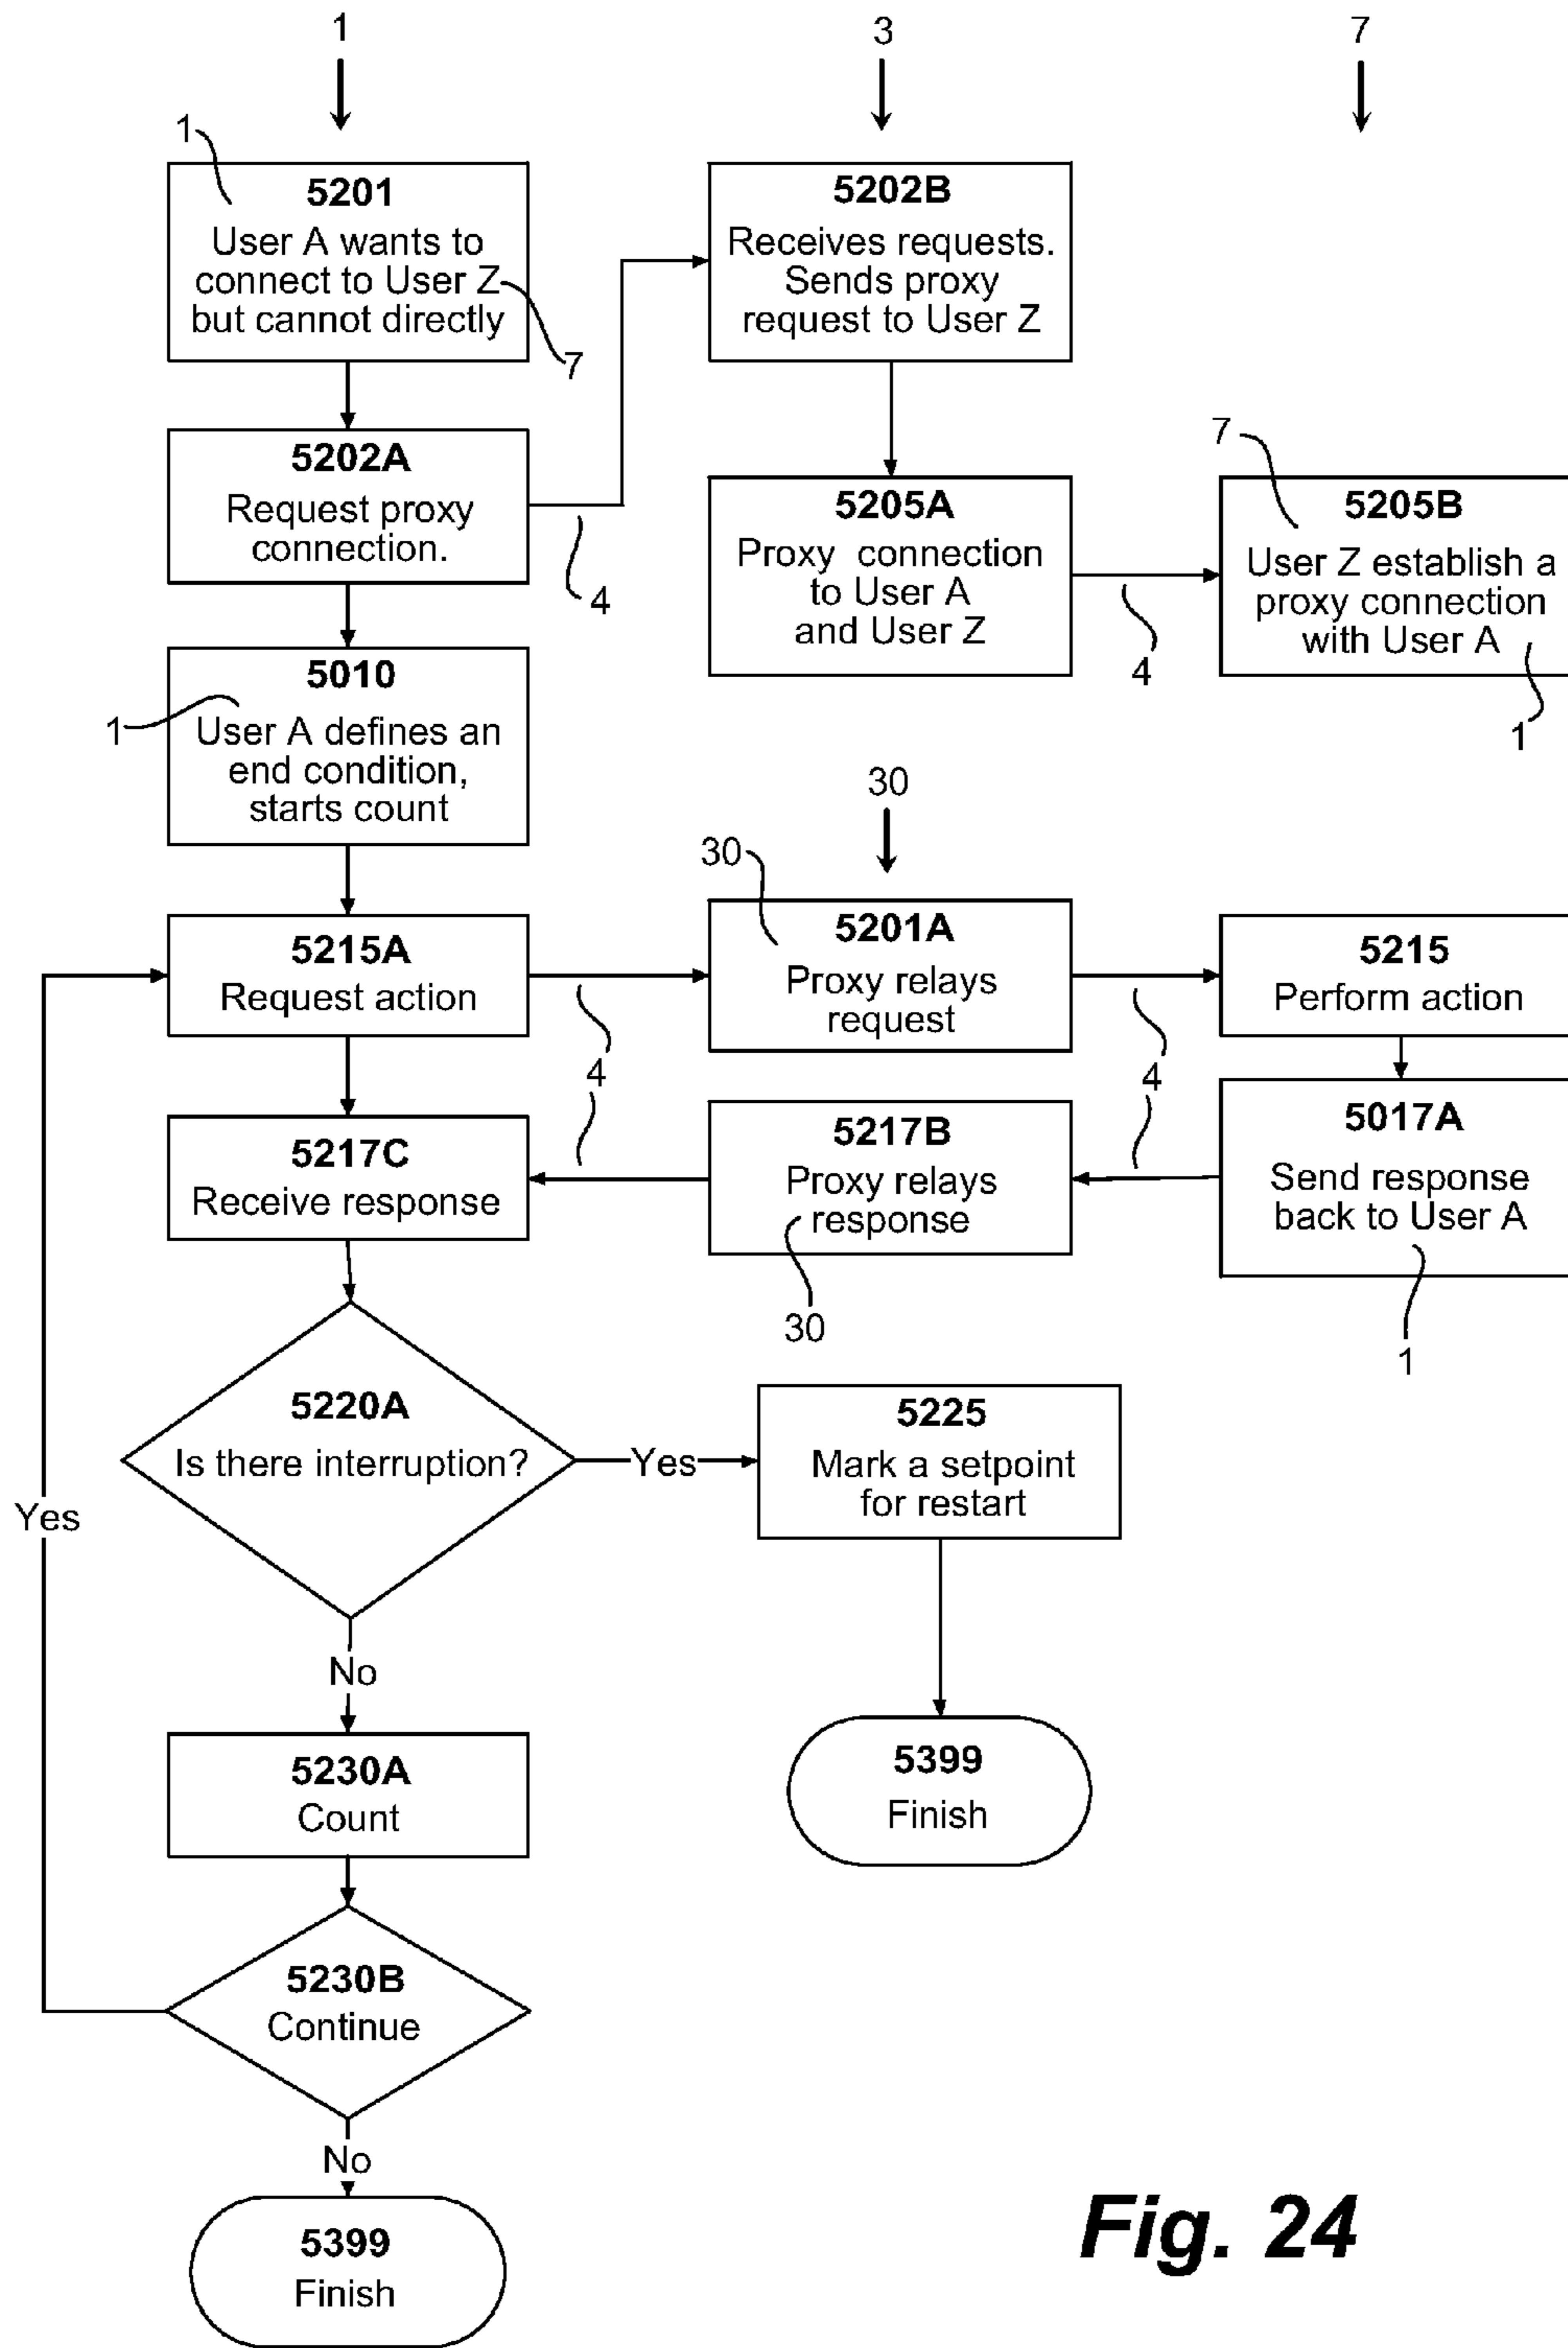 1
3
7
1
5201
User A wants to
connect to User Z
but cannot directly
7
5202B
Receives requests.
Sends proxy
request to User Z
5202A
Request proxy
connection.
4
5205A
Proxy connection
to User A
and User Z
4
7
5205B
User Z establish a
proxy connection
with User A
1
1
5010
User A defines an
end condition,
starts count
30
30
5215A
Request action
4
5201A
Proxy relays
request
4
5215
Perform action
5217C
Receive response
5217B
Proxy relays
response
30
5017A
Send response
back to User A
1
5220A
Is there interruption?
Yes
5225
Mark a setpoint
for restart
Yes
No
5230A
Count
5399
Finish
5230B
Continue
No
5399
Finish
Fig. 24